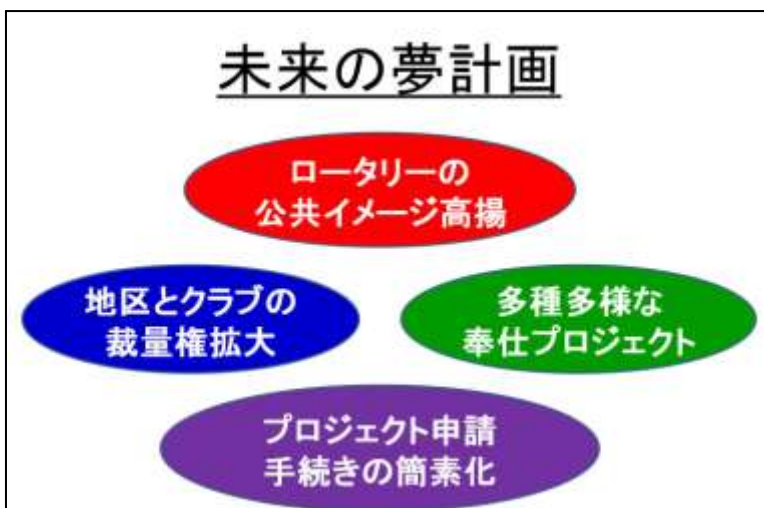 未来の夢計画
ロータリーの
公共イメージ高揚
地区とクラブの
裁量権拡大
多種多様な
奉仕プロジェクト
プロジェクト申請
手続きの簡素化